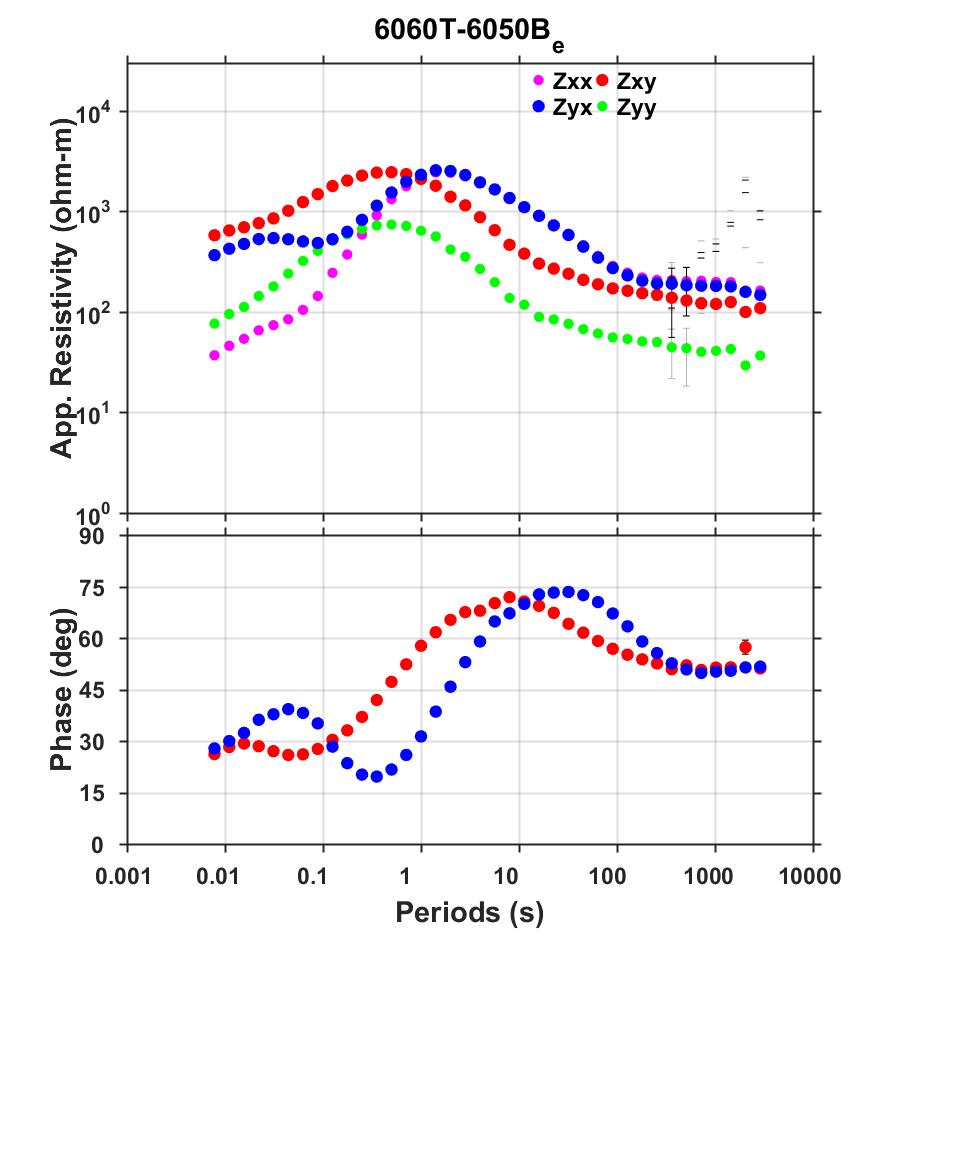 6060T-6050Bₑ
Zxx Zxy
Zyx Zyy
10⁴
10³
10²
10¹
10⁰
App. Resistivity (ohm-m)
90
75
60
45
30
15
0
Phase (deg)
0.001 0.01 0.1 1 10 100 1000 10000
Periods (s)